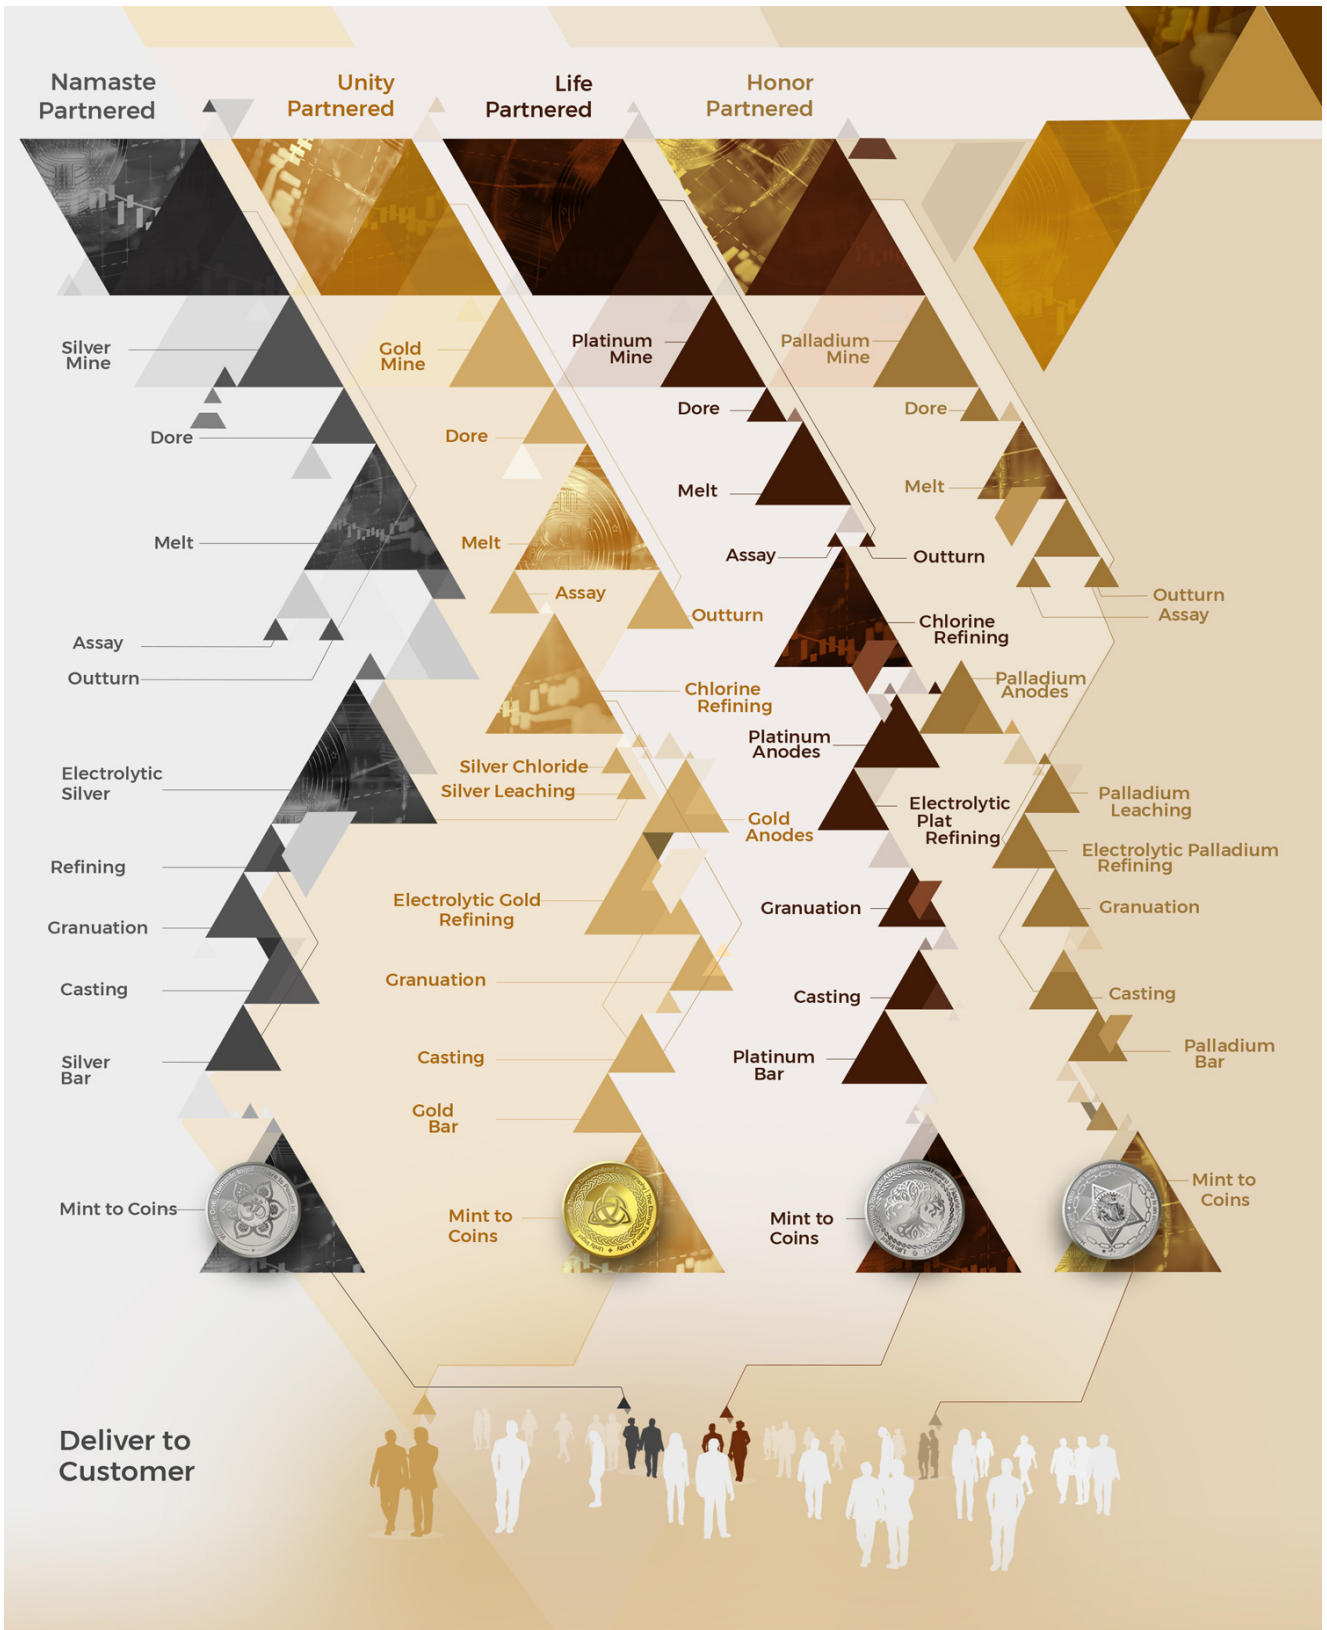 Namaste
Partnered
Unity
Partnered
Life
Partnered
Honor
Partnered
Silver
Mine
Dore
Melt
Assay
Outturn
Electrolytic
Silver
Refining
Granuation
Casting
Silver
Bar
Mint to Coins
Gold
Mine
Dore
Melt
Assay
Outturn
Chlorine
Refining
Silver Chloride
Silver Leaching
Gold
Anodes
Electrolytic Gold
Refining
Granuation
Casting
Gold
Bar
Mint to
Coins
Platinum
Mine
Dore
Melt
Assay
Outturn
Chlorine
Refining
Platinum
Anodes
Electrolytic
Plat
Refining
Granuation
Casting
Platinum
Bar
Mint to
Coins
Palladium
Mine
Dore
Melt
Outturn
Assay
Palladium
Anodes
Palladium
Leaching
Electrolytic Palladium
Refining
Granuation
Casting
Palladium
Bar
Mint to
Coins
Deliver to
Customer